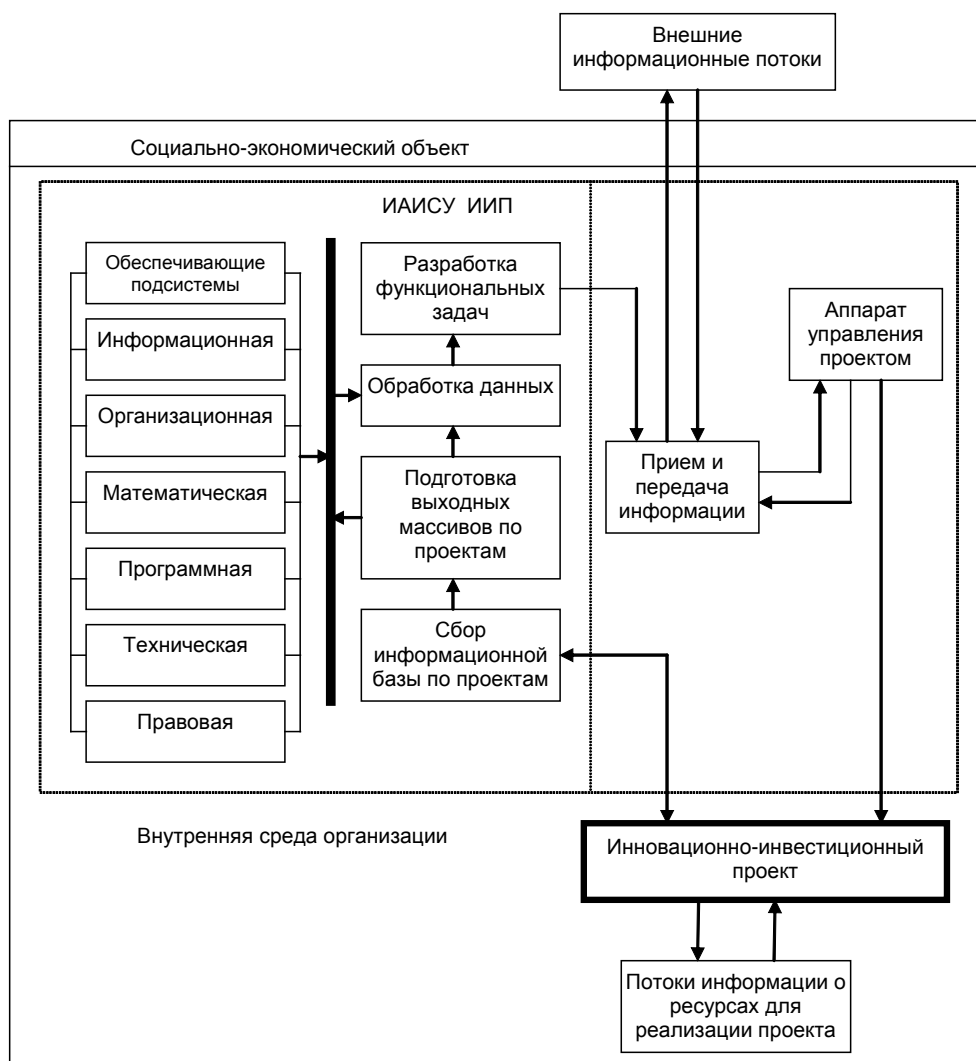 Внешние
информационные потоки
Социально-экономический объект
ИАИСУ ИИП
Обеспечивающие
подсистемы
Информационная
Организационная
Математическая
Программная
Техническая
Правовая
Разработка
функциональных
задач
Обработка данных
Подготовка
выходных
массивов по
проектам
Сбор
информационной
базы по проектам
Аппарат
управления
проектом
Прием и
передача
информации
Внутренняя среда организации
Инновационно-инвестиционный
проект
Потоки информации о
ресурсах для
реализации проекта